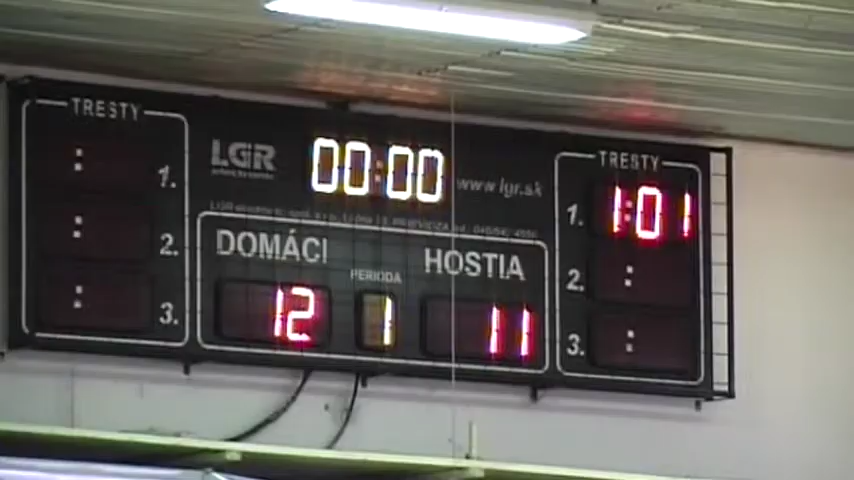 TRESTY
:
1.
:
2.
:
3.
LGR
00:00
www.lgr.sk
DOMÁCI
HOSTIA
PERIÓDA
12
1
11
TRESTY
1.
1:01
2.
:
3.
: